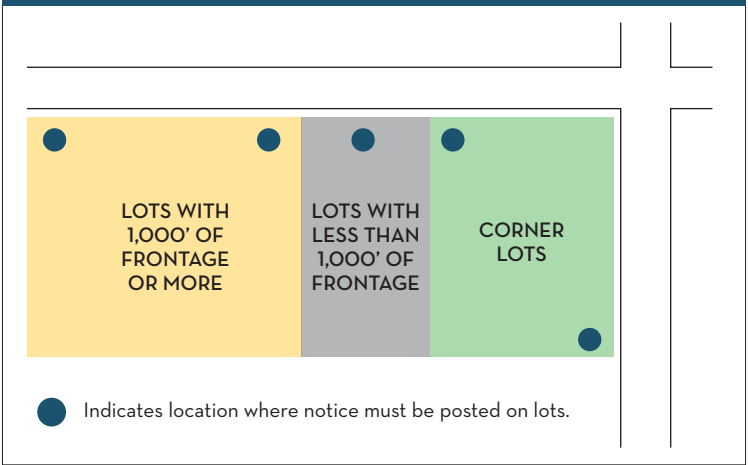 LOTS WITH
1,000’ OF
FRONTAGE
OR MORE
LOTS WITH
LESS THAN
1,000’ OF
FRONTAGE
CORNER
LOTS
Indicates location where notice must be posted on lots.